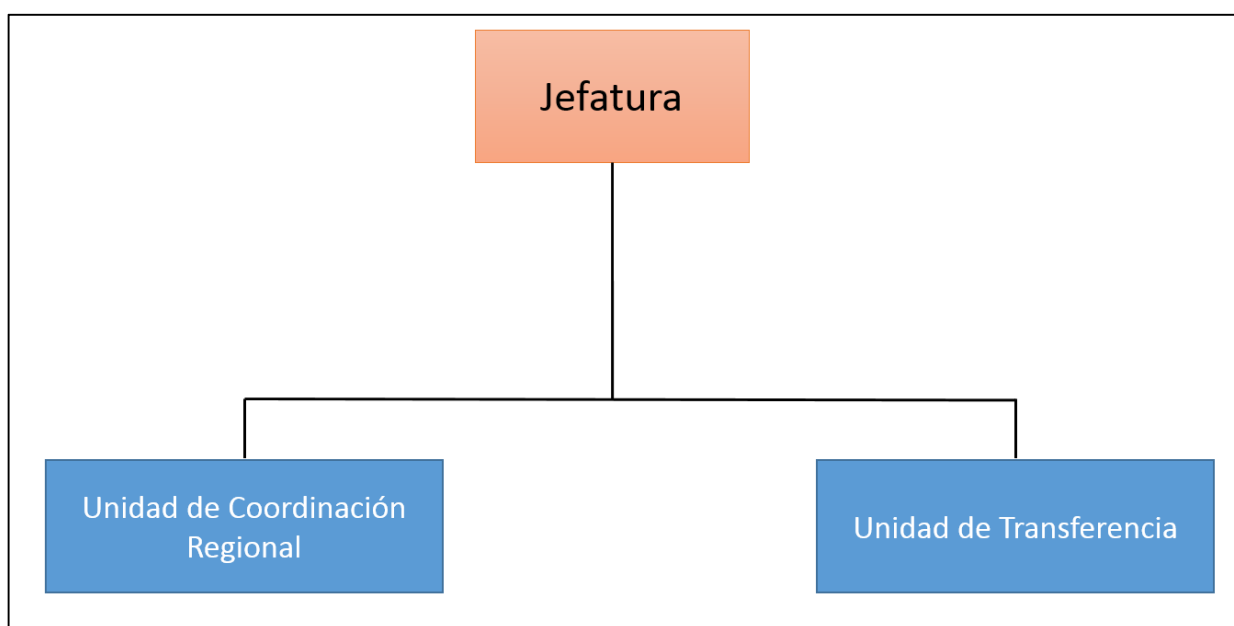 Jefatura
Unidad de Coordinación
Regional
Unidad de Transferencia